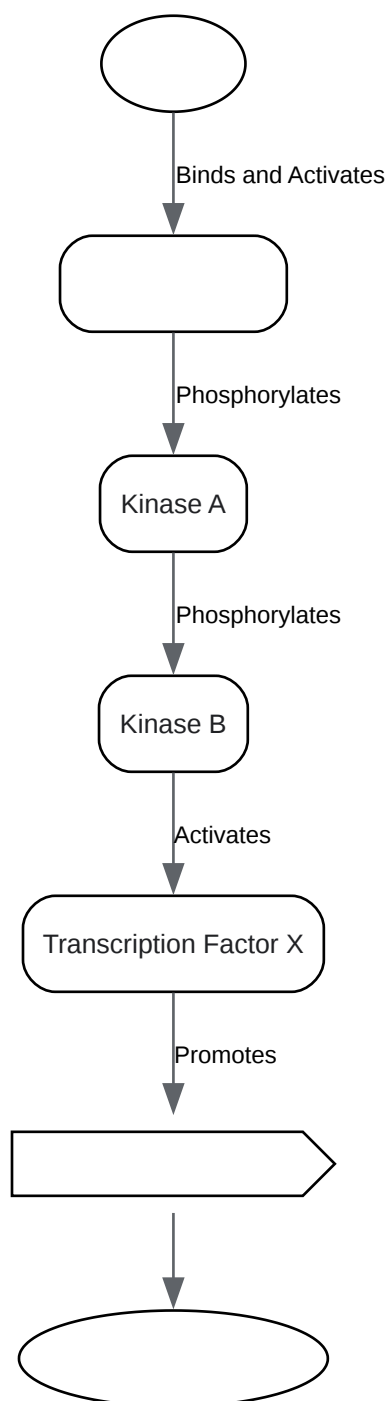 Binds and Activates
Phosphorylates
Kinase A
Phosphorylates
Kinase B
Activates
Transcription Factor X
Promotes